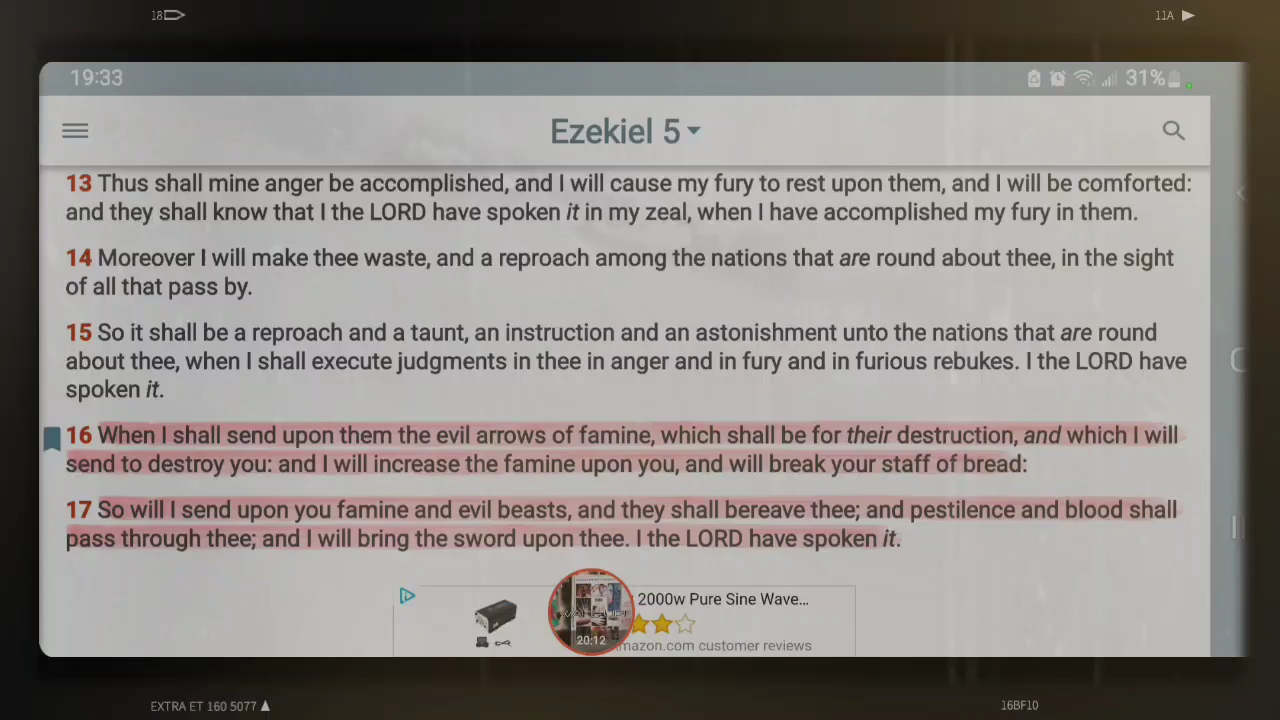 18
11A
19:33
31%
Ezekiel 5
13 Thus shall mine anger be accomplished, and I will cause my fury to rest upon them, and I will be comforted:
and they shall know that I the LORD have spoken it in my zeal, when I have accomplished my fury in them.
14 Moreover I will make thee waste, and a reproach among the nations that are round about thee, in the sight
of all that pass by.
15 So it shall be a reproach and a taunt, an instruction and an astonishment unto the nations that are round
about thee, when I shall execute judgments in thee in anger and in fury and in furious rebukes. I the LORD have
spoken it.
16 When I shall send upon them the evil arrows of famine, which shall be for their destruction, and which I will
send to destroy you: and I will increase the famine upon you, and will break your staff of bread:
17 So will I send upon you famine and evil beasts, and they shall bereave thee; and pestilence and blood shall
pass through thee; and I will bring the sword upon thee. I the LORD have spoken it.
2000w Pure Sine Wave...
20:12
mazon.com customer reviews
EXTRA ET 160 5077
16BF10